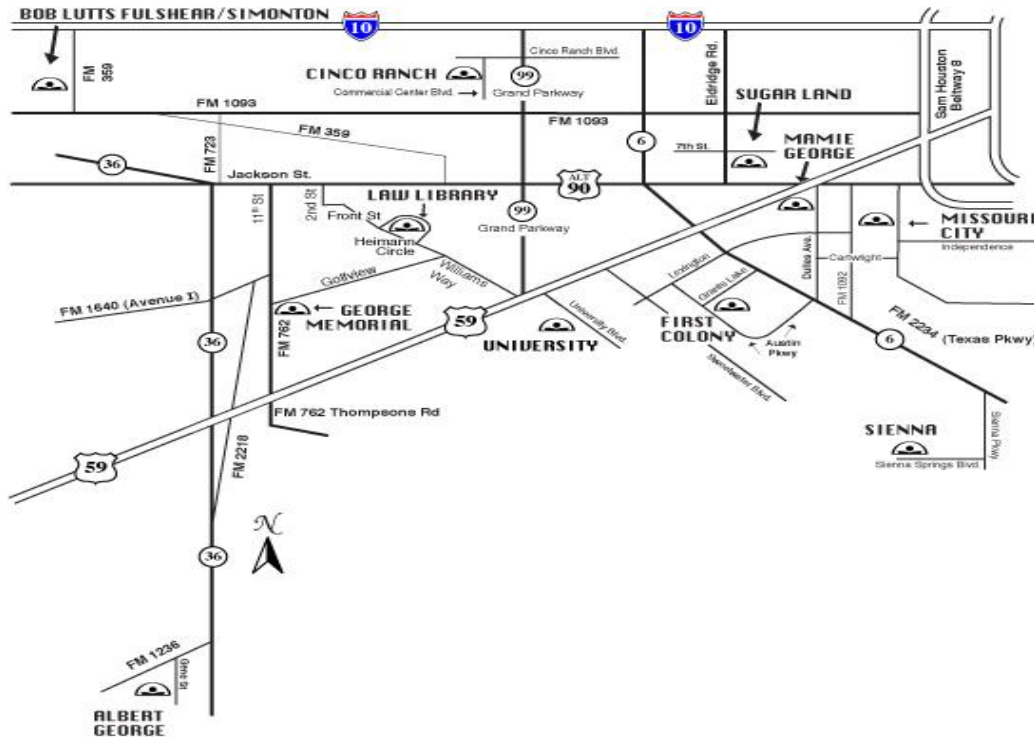 BOB LUTTS FULSHEAR/SIMONTON
10
10
FM 359
CINCO RANCH
Commercial Center Blvd.
Cinco Ranch Blvd.
99
Grand Parkway
Eldridge Rd.
Sam Houston
Beltway 8
SUGAR LAND
FM 1093
FM 1093
FM 723
FM 359
6
7th St.
MAMIE
GEORGE
36
Jackson St.
ALT
90
11th St
2nd St
LAW LIBRARY
Front St
Heimann
Circle
99
Grand Parkway
MISSOURI
CITY
Independence
Golfview
Williams
Way
Lexington
Grants Lake
Dulles Ave.
Cartwright
FM 1092
FM 1640 (Avenue I)
GEORGE
MEMORIAL
FM 762
59
UNIVERSITY
University Blvd.
FIRST
COLONY
Austin
Pkwy
Sweetwater Blvd.
6
FM 2234 (Texas Pkwy)
36
FM 762 Thompsons Rd
FM 2218
59
SIENNA
Sienna Springs Blvd.
Sienna Pkwy
N
36
FM 1236
Gene St
ALBERT
GEORGE